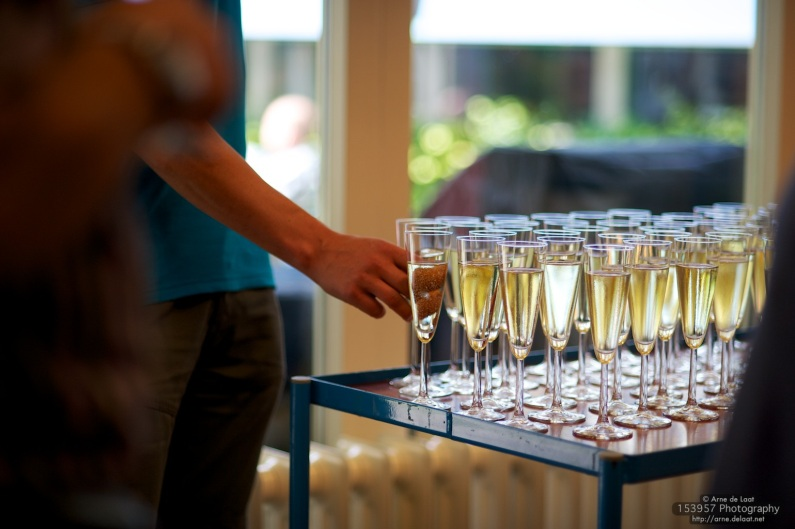 © Arne de Laat
153957 Photography
http://arne.delaat.net